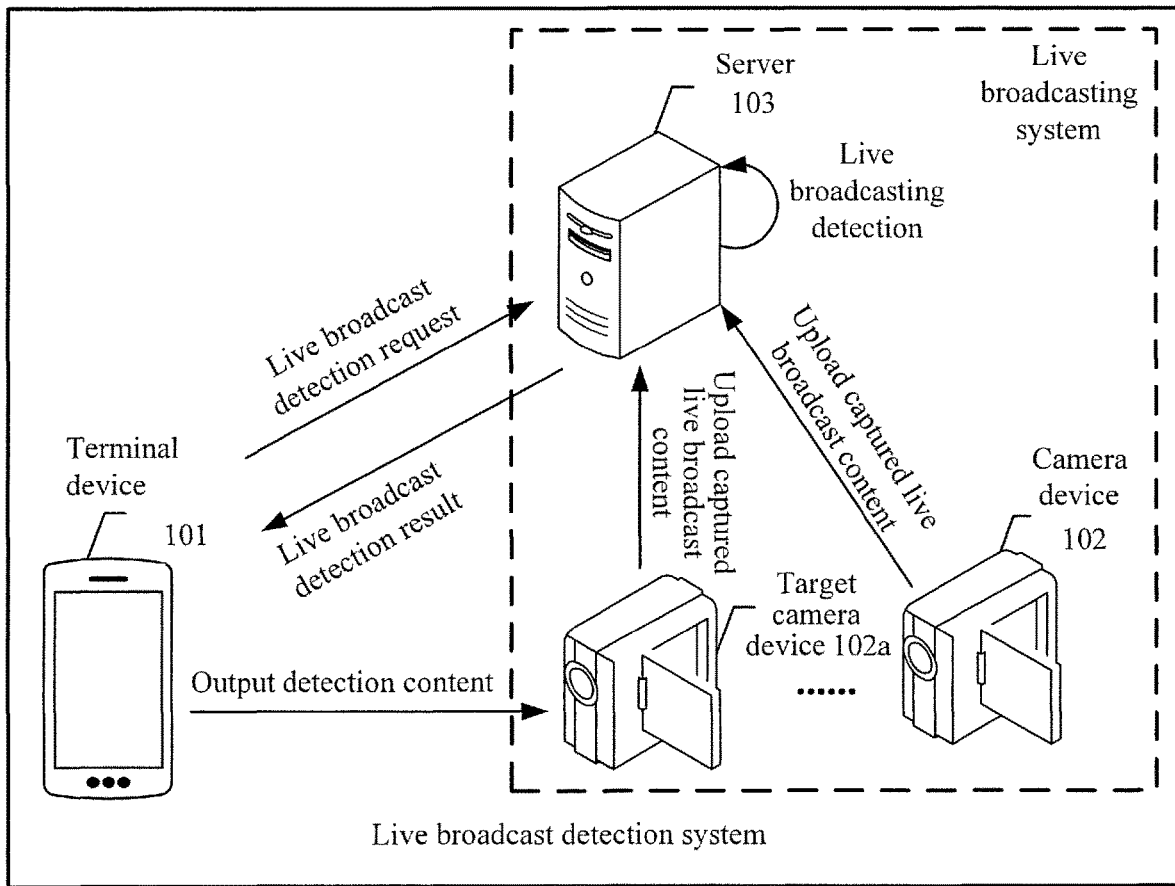 Live
broadcasting
system
Server
103
Live
broadcasting
detection
Live broadcast
detection request
Live broadcast
detection result
Upload captured
live broadcast
content
Upload captured live
broadcast content
Terminal
device
101
Camera
device
102
Target
camera
device 102a
Output detection content
......
Live broadcast detection system